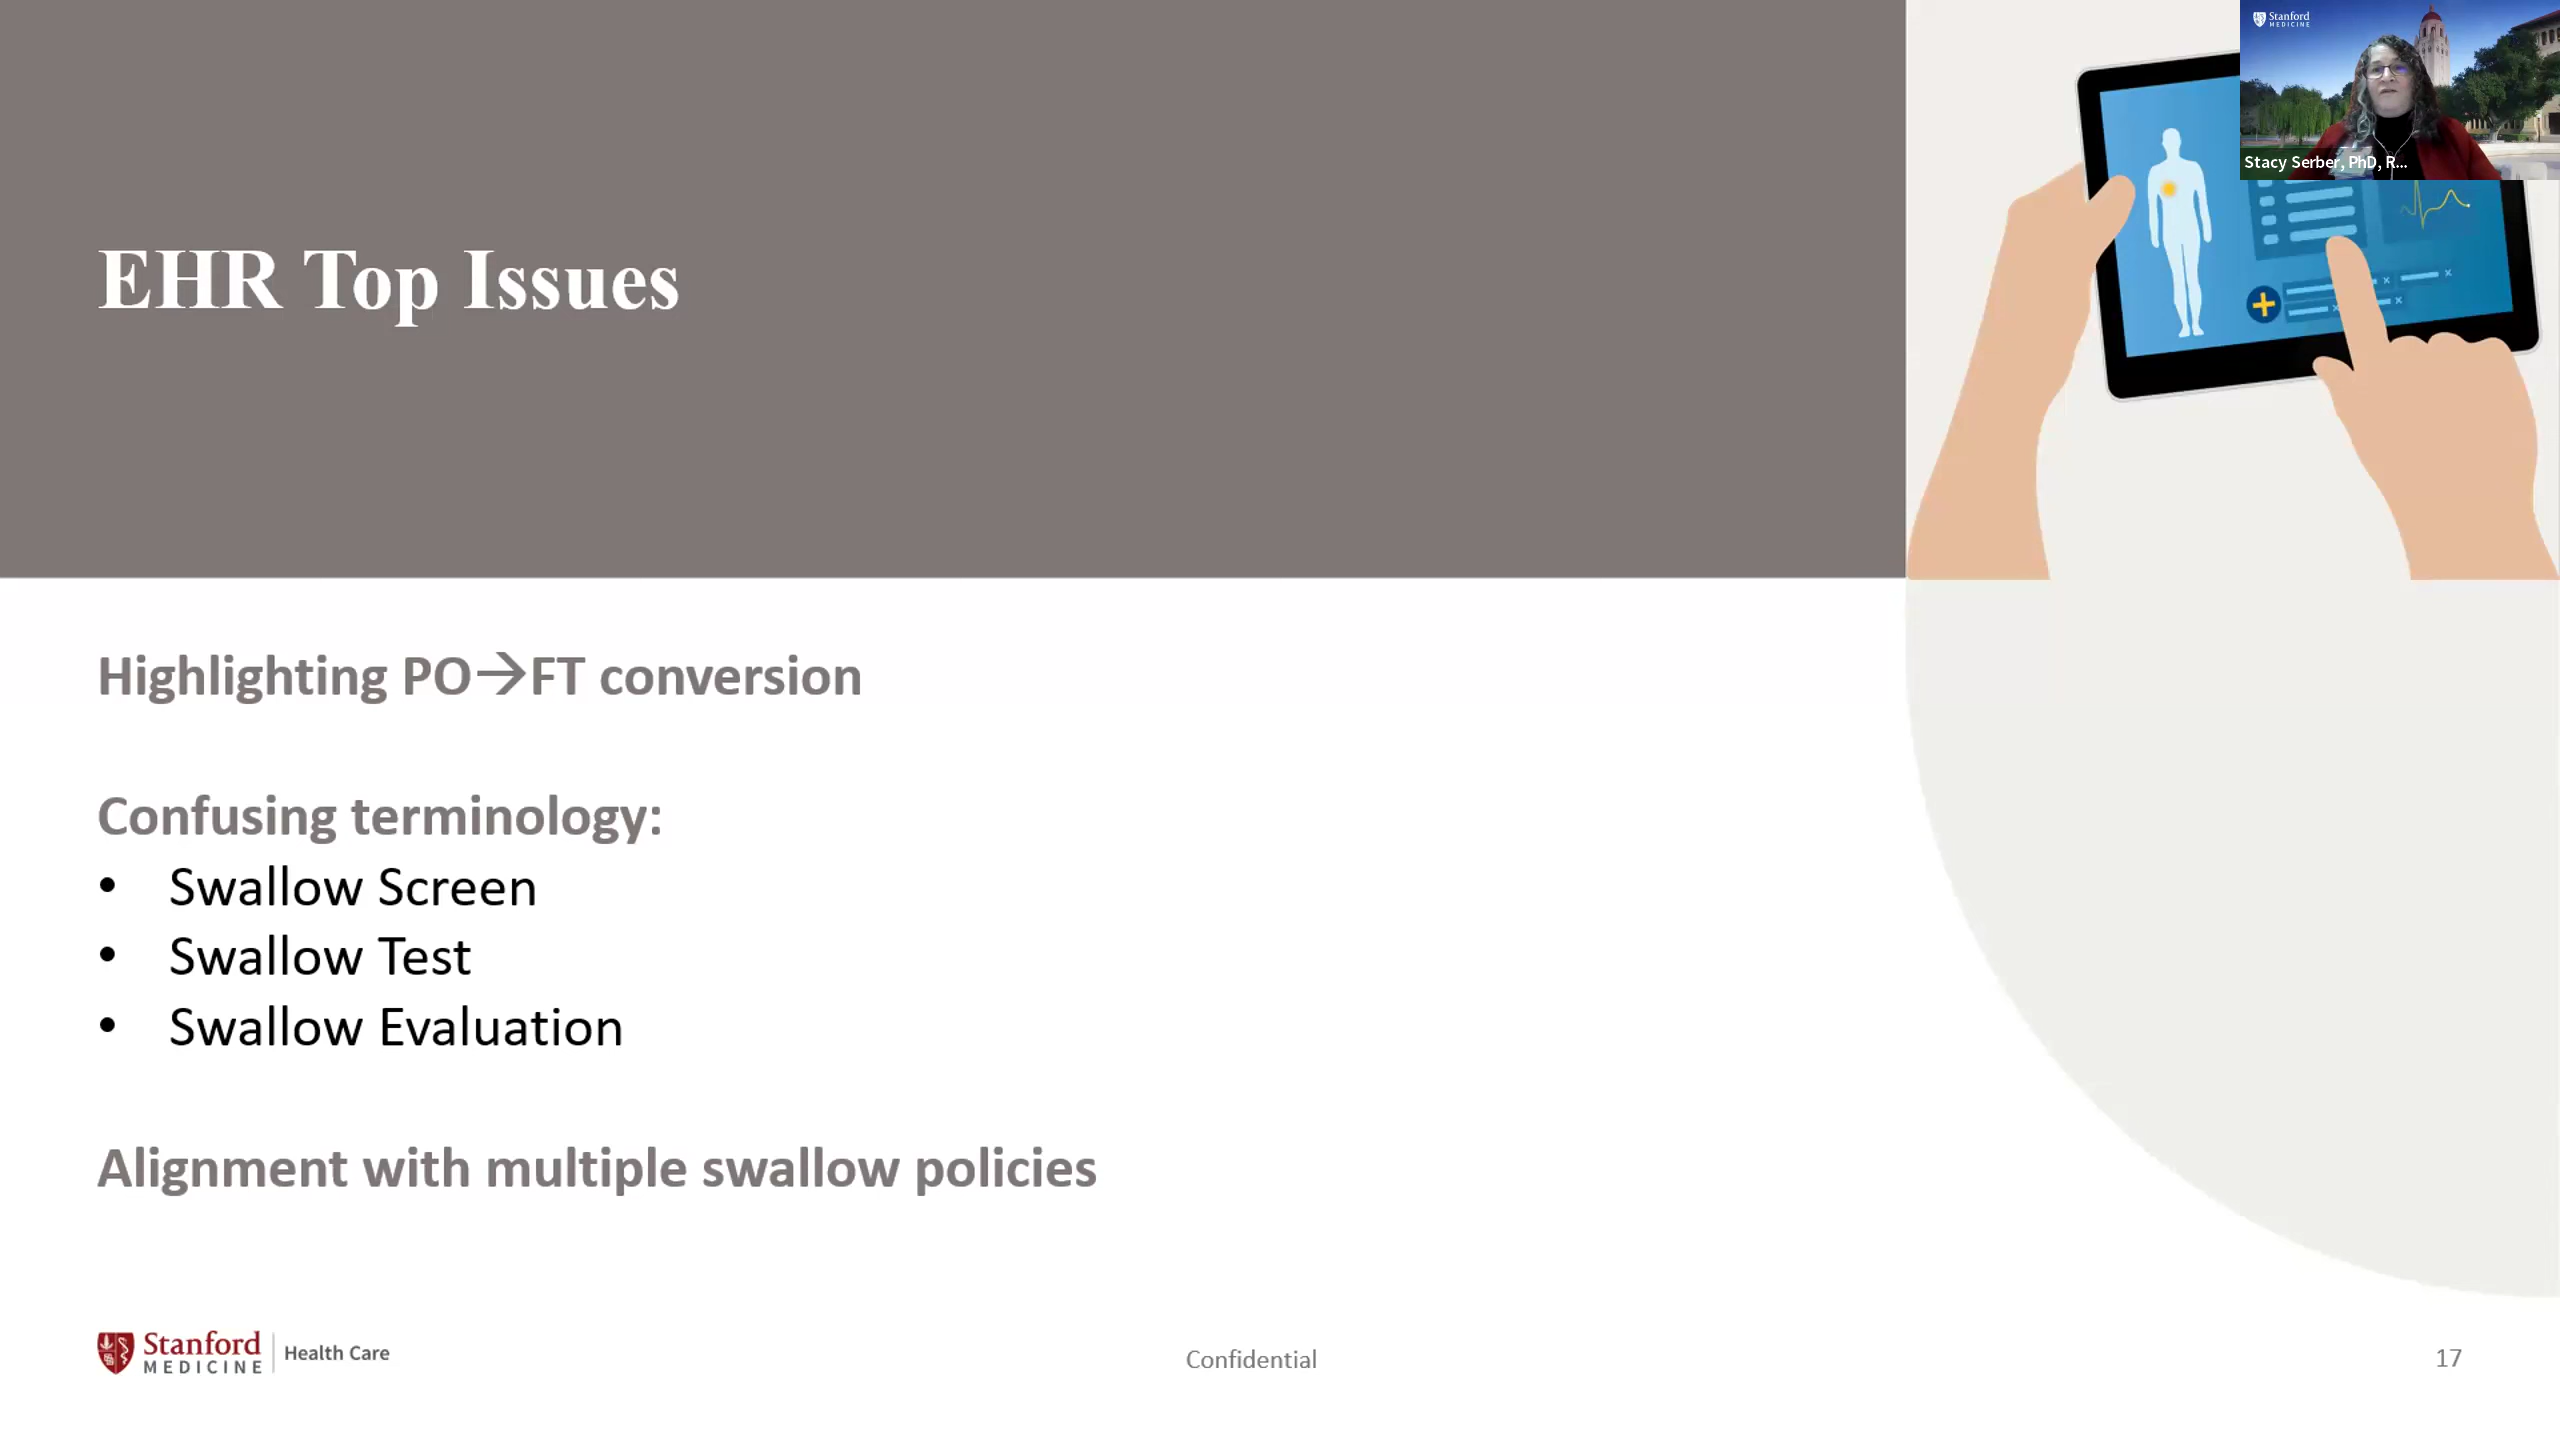 Stanford
MEDICINE
Stacy Serber, PhD, R...
EHR Top Issues
Highlighting PO→FT conversion
Confusing terminology:
• Swallow Screen
• Swallow Test
• Swallow Evaluation
Alignment with multiple swallow policies
Stanford
MEDICINE
Health Care
Confidential
17